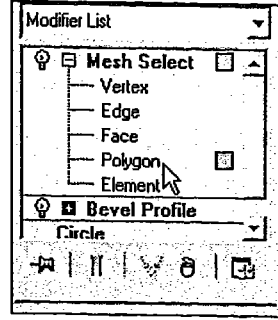 Modifier List
Mesh Select
Vertex
Edge
Face
Polygon
Element
Bevel Profile
Circle